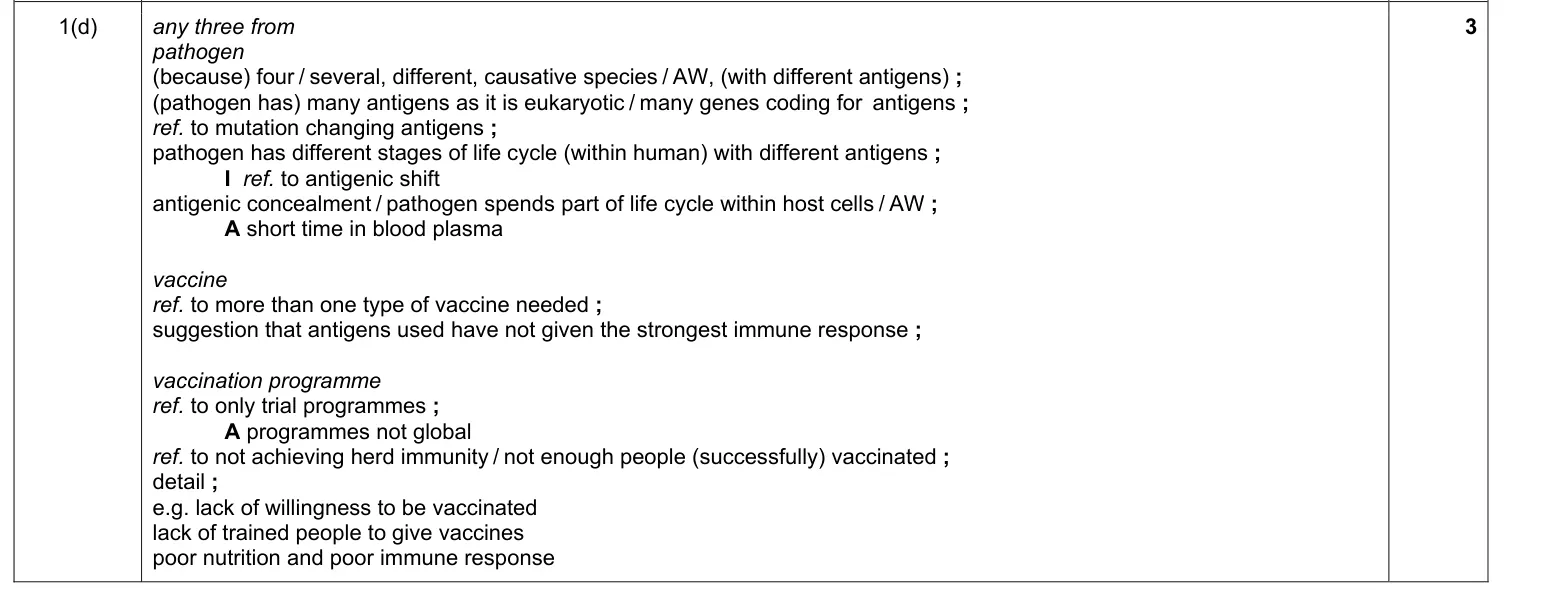 1(d)
any three from
3
pathogen
(because) four / several, different, causative species / AW, (with different antigens) ;
(pathogen has) many antigens as it is eukaryotic / many genes coding for antigens ;
ref. to mutation changing antigens ;
pathogen has different stages of life cycle (within human) with different antigens ;
I ref. to antigenic shift
antigenic concealment / pathogen spends part of life cycle within host cells / AW ;
A short time in blood plasma
vaccine
ref. to more than one type of vaccine needed ;
suggestion that antigens used have not given the strongest immune response ;
vaccination programme
ref. to only trial programmes ;
A programmes not global
ref. to not achieving herd immunity / not enough people (successfully) vaccinated ;
detail ;
e.g. lack of willingness to be vaccinated
lack of trained people to give vaccines
poor nutrition and poor immune response